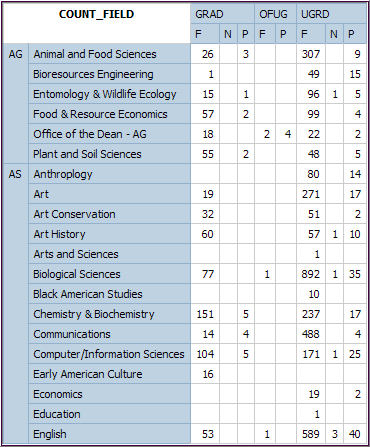 COUNT_FIELD GRAD OFUG UGRD
F N P F P F N P
AG Animal and Food Sciences 26 3 307 9
Bioresources Engineering 1 49 15
Entomology & Wildlife Ecology 15 1 96 1 5
Food & Resource Economics 57 2 99 4
Office of the Dean - AG 18 2 4 22 2
Plant and Soil Sciences 55 2 48 5
AS Anthroplogy 80 14
Art 19 271 17
Art Conservation 32 51 2
Art History 60 57 1 10
Arts and Sciences 1
Biological Sciences 77 1 892 1 35
Black American Studies 10
Chemistry & Biochemistry 151 5 237 17
Communications 14 4 488 4
Computer/Information Sciences 104 5 171 1 25
Early American Culture 16
Economics 19 2
Education 1
English 53 1 589 3 40